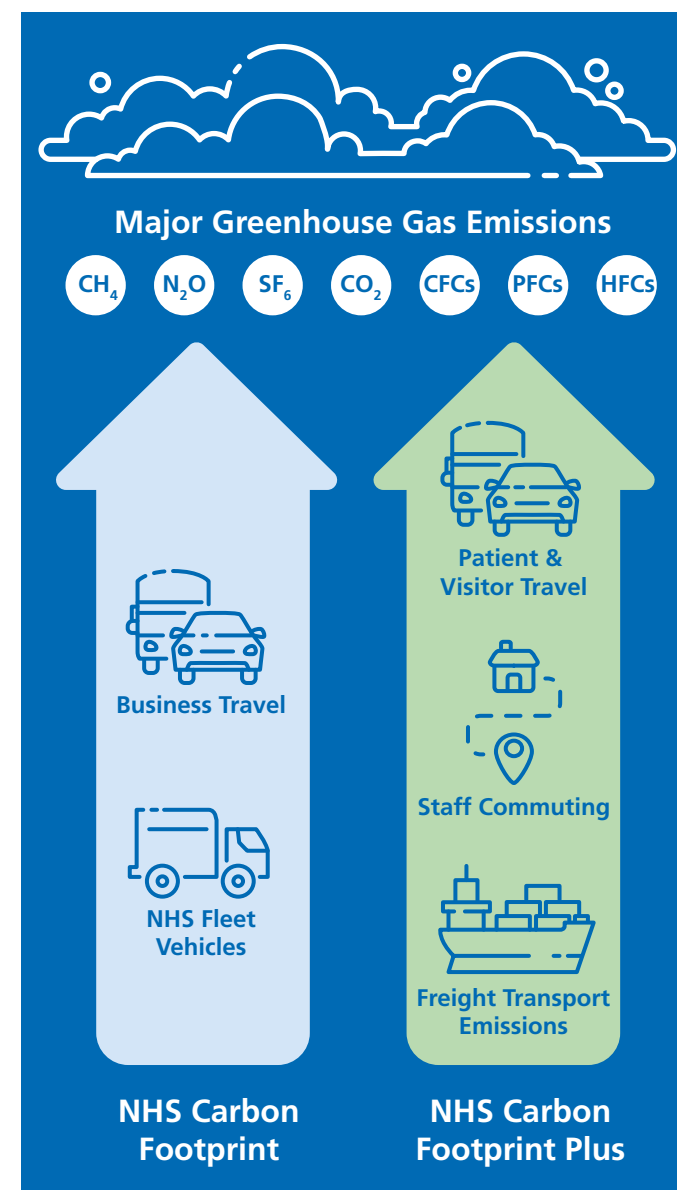 Major Greenhouse Gas Emissions
CH₄ N₂O SF₆ CO₂ CFCs PFCs HFCs
Business Travel
NHS Fleet
Vehicles
Patient &
Visitor Travel
Staff Commuting
Freight Transport
Emissions
NHS Carbon
Footprint
NHS Carbon
Footprint Plus